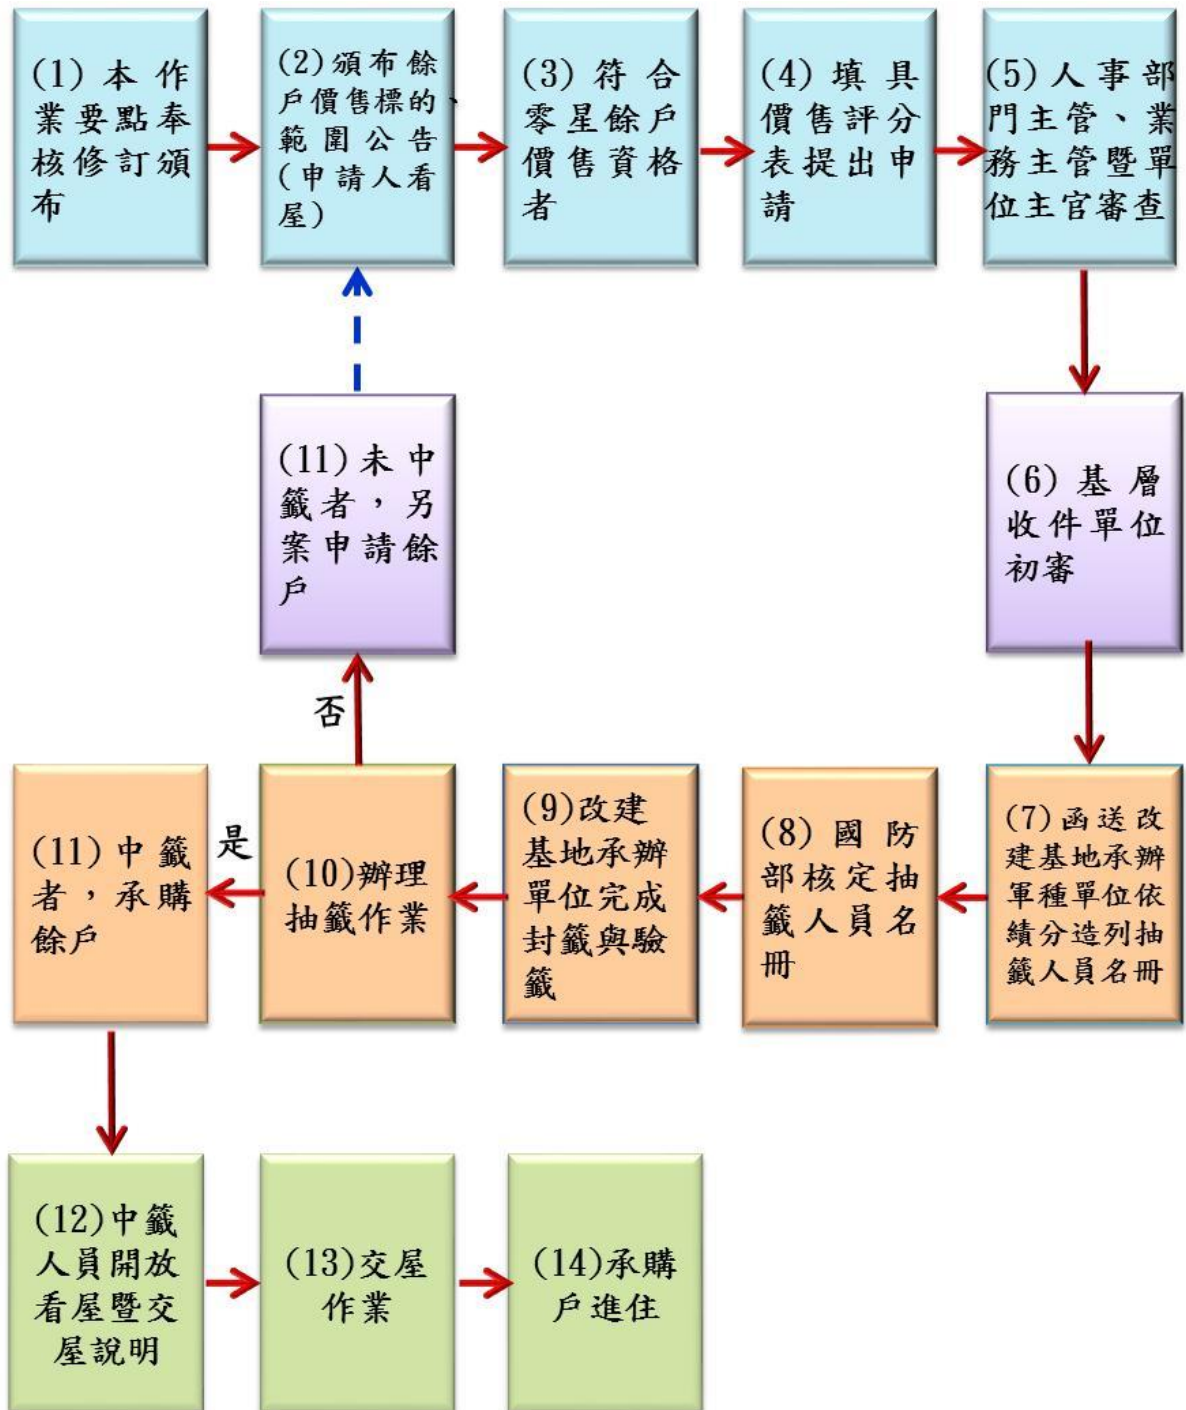 (1)本作
業要點奉
核修訂頒
布
(2)頒布餘
戶價售標的、
範圍公告
(申請人看
屋)
(3)符合
零星餘戶
價售資格
者
(4)填具
價售評分
表提出申
請
(5)人事部
門主管、業
務主管暨單
位主官審查
(6)基層
收件單位
初審
(7)函送改
建基地承辦
軍種單位依
績分造列抽
籤人員名冊
(8)國防
部核定抽
籤人員名
冊
(9)改建
基地承辦
單位完成
封籤與驗
籤
(10)辦理
抽籤作業
否
(11)未中
籤者，另
案申請餘
戶
是
(11)中籤
者，承購
餘戶
(12)中籤
人員開放
看屋暨交
屋說明
(13)交屋
作業
(14)承購
戶進住